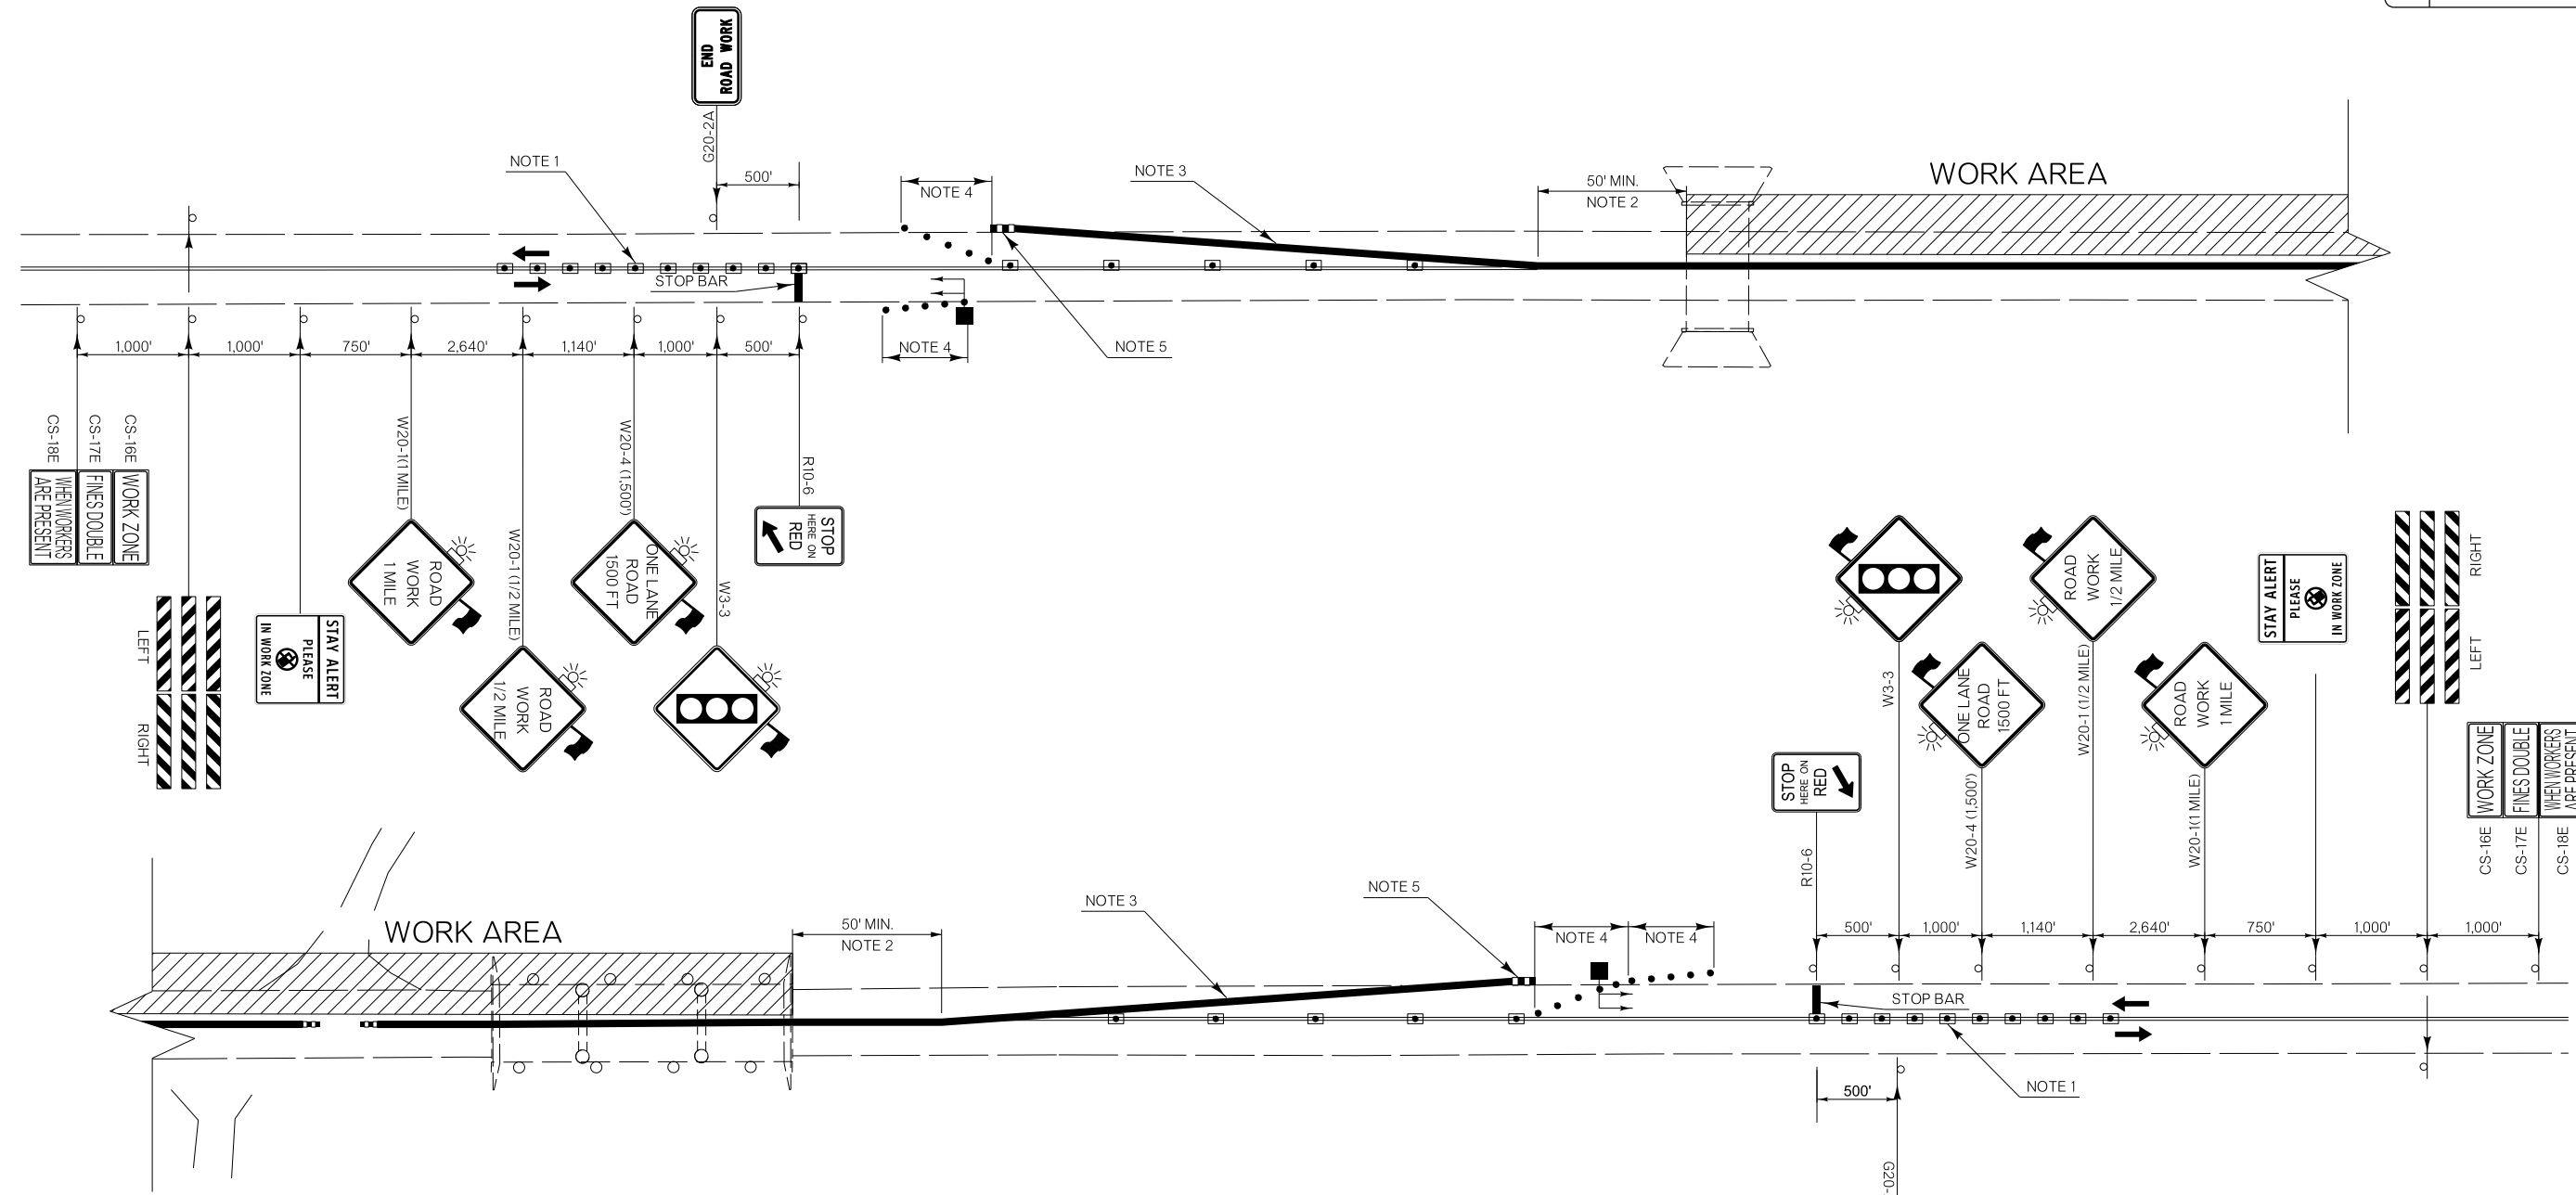 END
ROAD WORK
G20-2A
NOTE 1
500'
NOTE 4
NOTE 3
50' MIN.
NOTE 2
WORK AREA
STOP BAR
NOTE 4
NOTE 5
1,000'
1,000'
750'
2,640'
1,140'
1,000'
500'
CS-18E
CS-17E
CS-16E
WORK ZONE
FINES DOUBLE
WHEN WORKERS
ARE PRESENT
LEFT
RIGHT
STAY ALERT
PLEASE
IN WORK ZONE
W20-1(1 MILE)
ROAD
WORK
1 MILE
W20-1 (1/2 MILE)
ROAD
WORK
1/2 MILE
W20-4 (1,500')
ONE LANE
ROAD
1500 FT
W3-3
R10-6
STOP
HERE ON
RED
STOP
HERE ON
RED
R10-6
W3-3
ONE LANE
ROAD
1500 FT
W20-4 (1,500')
ROAD
WORK
1/2 MILE
W20-1 (1/2 MILE)
ROAD
WORK
1 MILE
W20-1(1 MILE)
STAY ALERT
PLEASE
IN WORK ZONE
RIGHT
LEFT
WORK ZONE
FINES DOUBLE
WHEN WORKERS
ARE PRESENT
CS-16E
CS-17E
CS-18E
WORK AREA
50' MIN.
NOTE 2
NOTE 3
NOTE 5
NOTE 4
NOTE 4
500'
1,000'
1,140'
2,640'
750'
1,000'
1,000'
STOP BAR
NOTE 1
500'
G20-